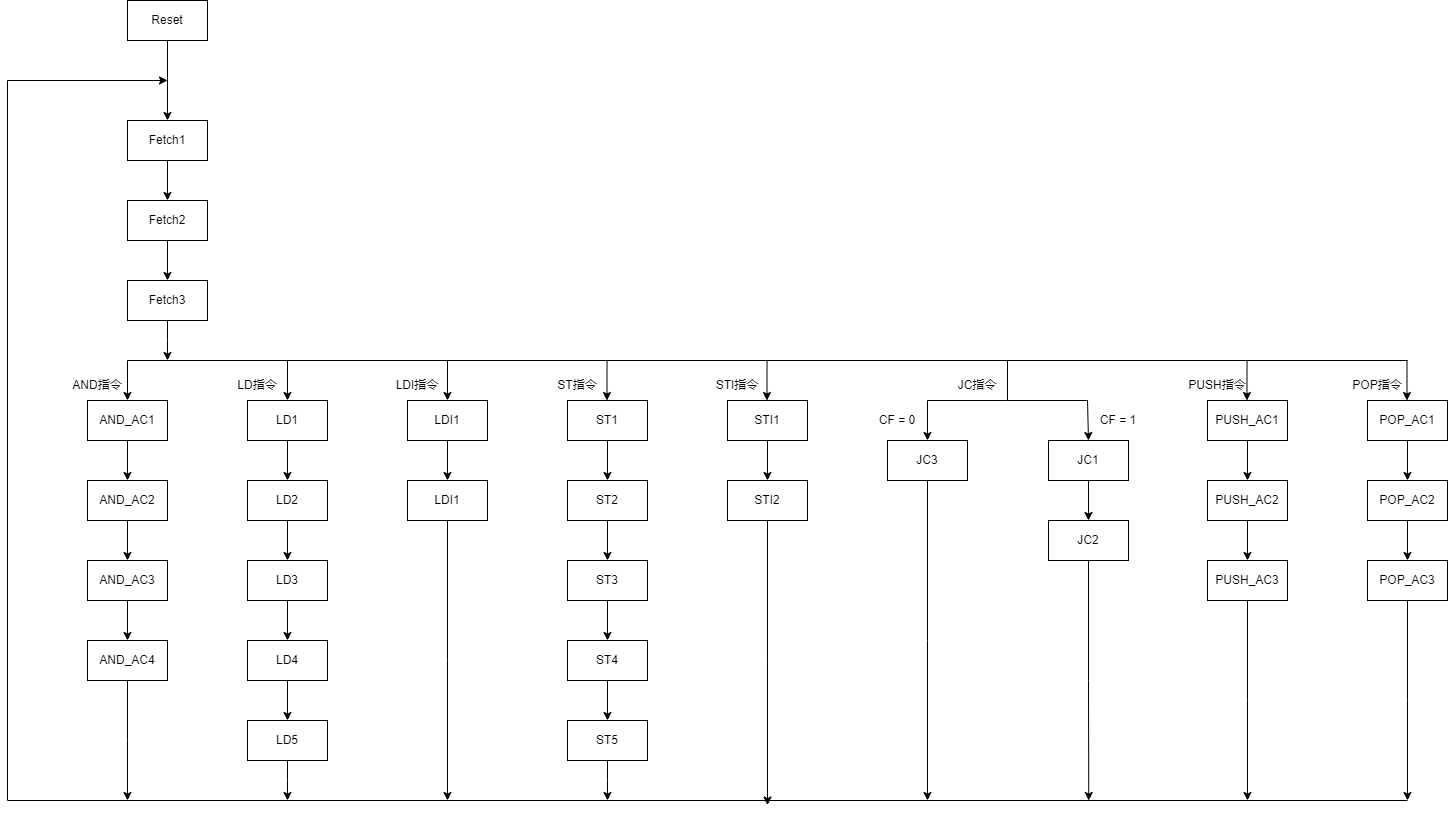 Reset
Fetch1
Fetch2
Fetch3
AND指令
LD指令
LDI指令
ST指令
STI指令
JC指令
PUSH指令
POP指令
AND_AC1
LD1
LDI1
ST1
STI1
CF = 0
CF = 1
PUSH_AC1
POP_AC1
JC3
JC1
AND_AC2
LD2
LDI1
ST2
STI2
PUSH_AC2
POP_AC2
JC2
AND_AC3
LD3
ST3
PUSH_AC3
POP_AC3
AND_AC4
LD4
ST4
LD5
ST5